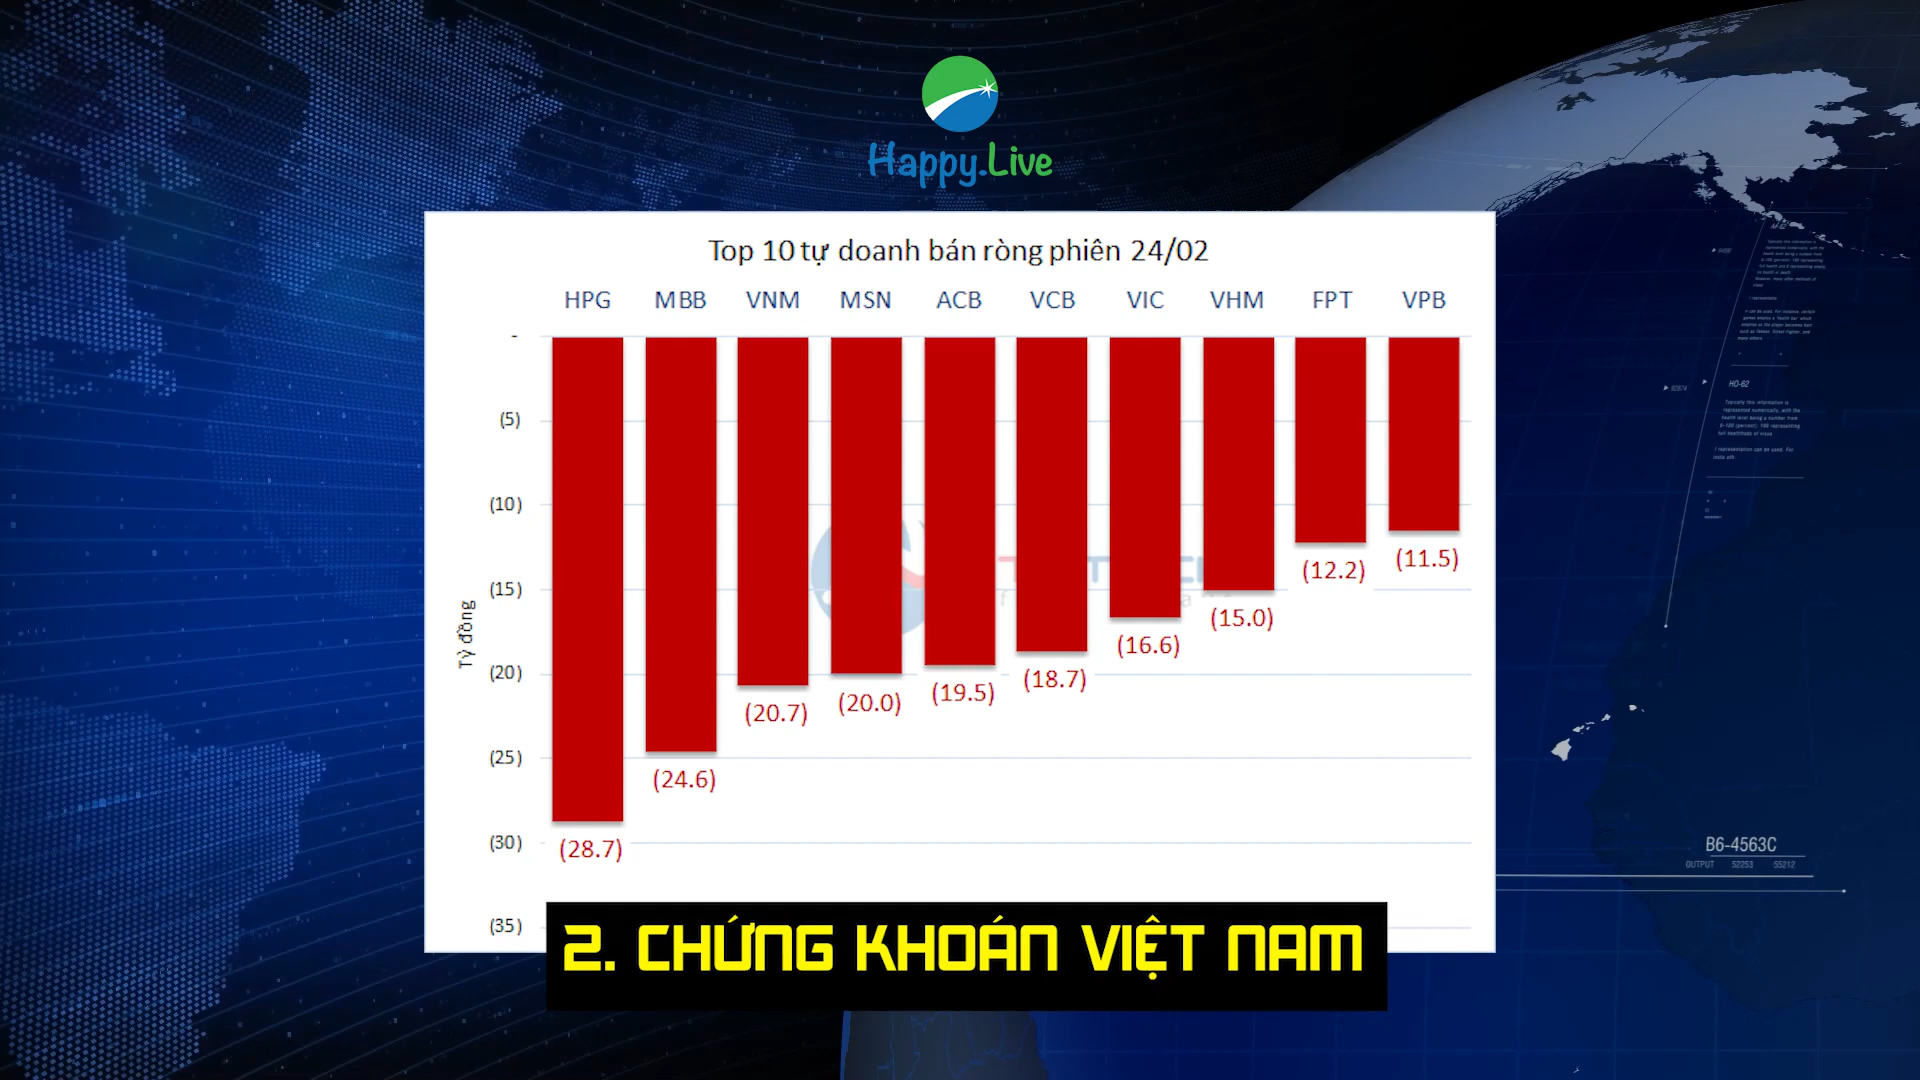 Happy.Live
Top 10 tự doanh bán ròng phiên 24/02
HPG MBB VNM MSN ACB VCB VIC VHM FPT VPB
-
(5)
(10)
(15)
(20)
(25)
(30)
(35)
Tỷ đồng
(28.7)
(24.6)
(20.7)
(20.0)
(19.5)
(18.7)
(16.6)
(15.0)
(12.2)
(11.5)
2. CHỨNG KHOÁN VIỆT NAM
HD-62
B6-4563C
OUTPUT 52253 55212